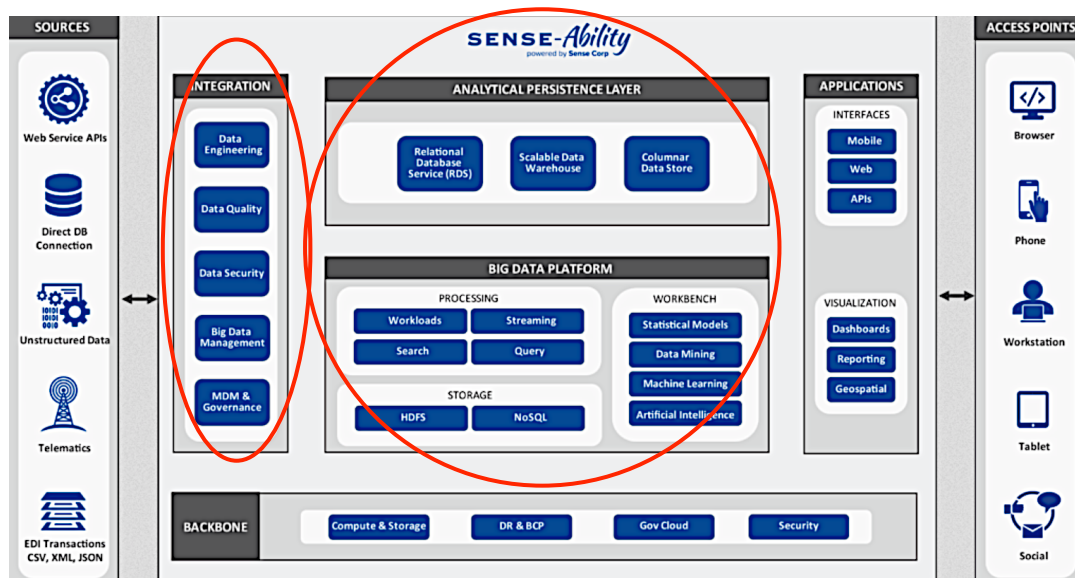 SOURCES
Web Service APIs
Direct DB
Connection
10101
10101
0010
Unstructured Data
Telematics
EDI Transactions
CSV, XML, JSON
SENSE-Ability
powered by Sense Corp
INTEGRATION
Data
Engineering
Data Quality
Data Security
Big Data
Management
MDM &
Governance
ANALYTICAL PERSISTENCE LAYER
Relational
Database
Service (RDS)
Scalable Data
Warehouse
Columnar
Data Store
BIG DATA PLATFORM
PROCESSING
Workloads
Streaming
Search
Query
STORAGE
HDFS
NoSQL
WORKBENCH
Statistical Models
Data Mining
Machine Learning
Artificial Intelligence
APPLICATIONS
INTERFACES
Mobile
Web
APIs
VISUALIZATION
Dashboards
Reporting
Geospatial
BACKBONE
Compute & Storage
DR & BCP
Gov Cloud
Security
ACCESS POINTS
</>
Browser
Phone
Workstation
Tablet
Social